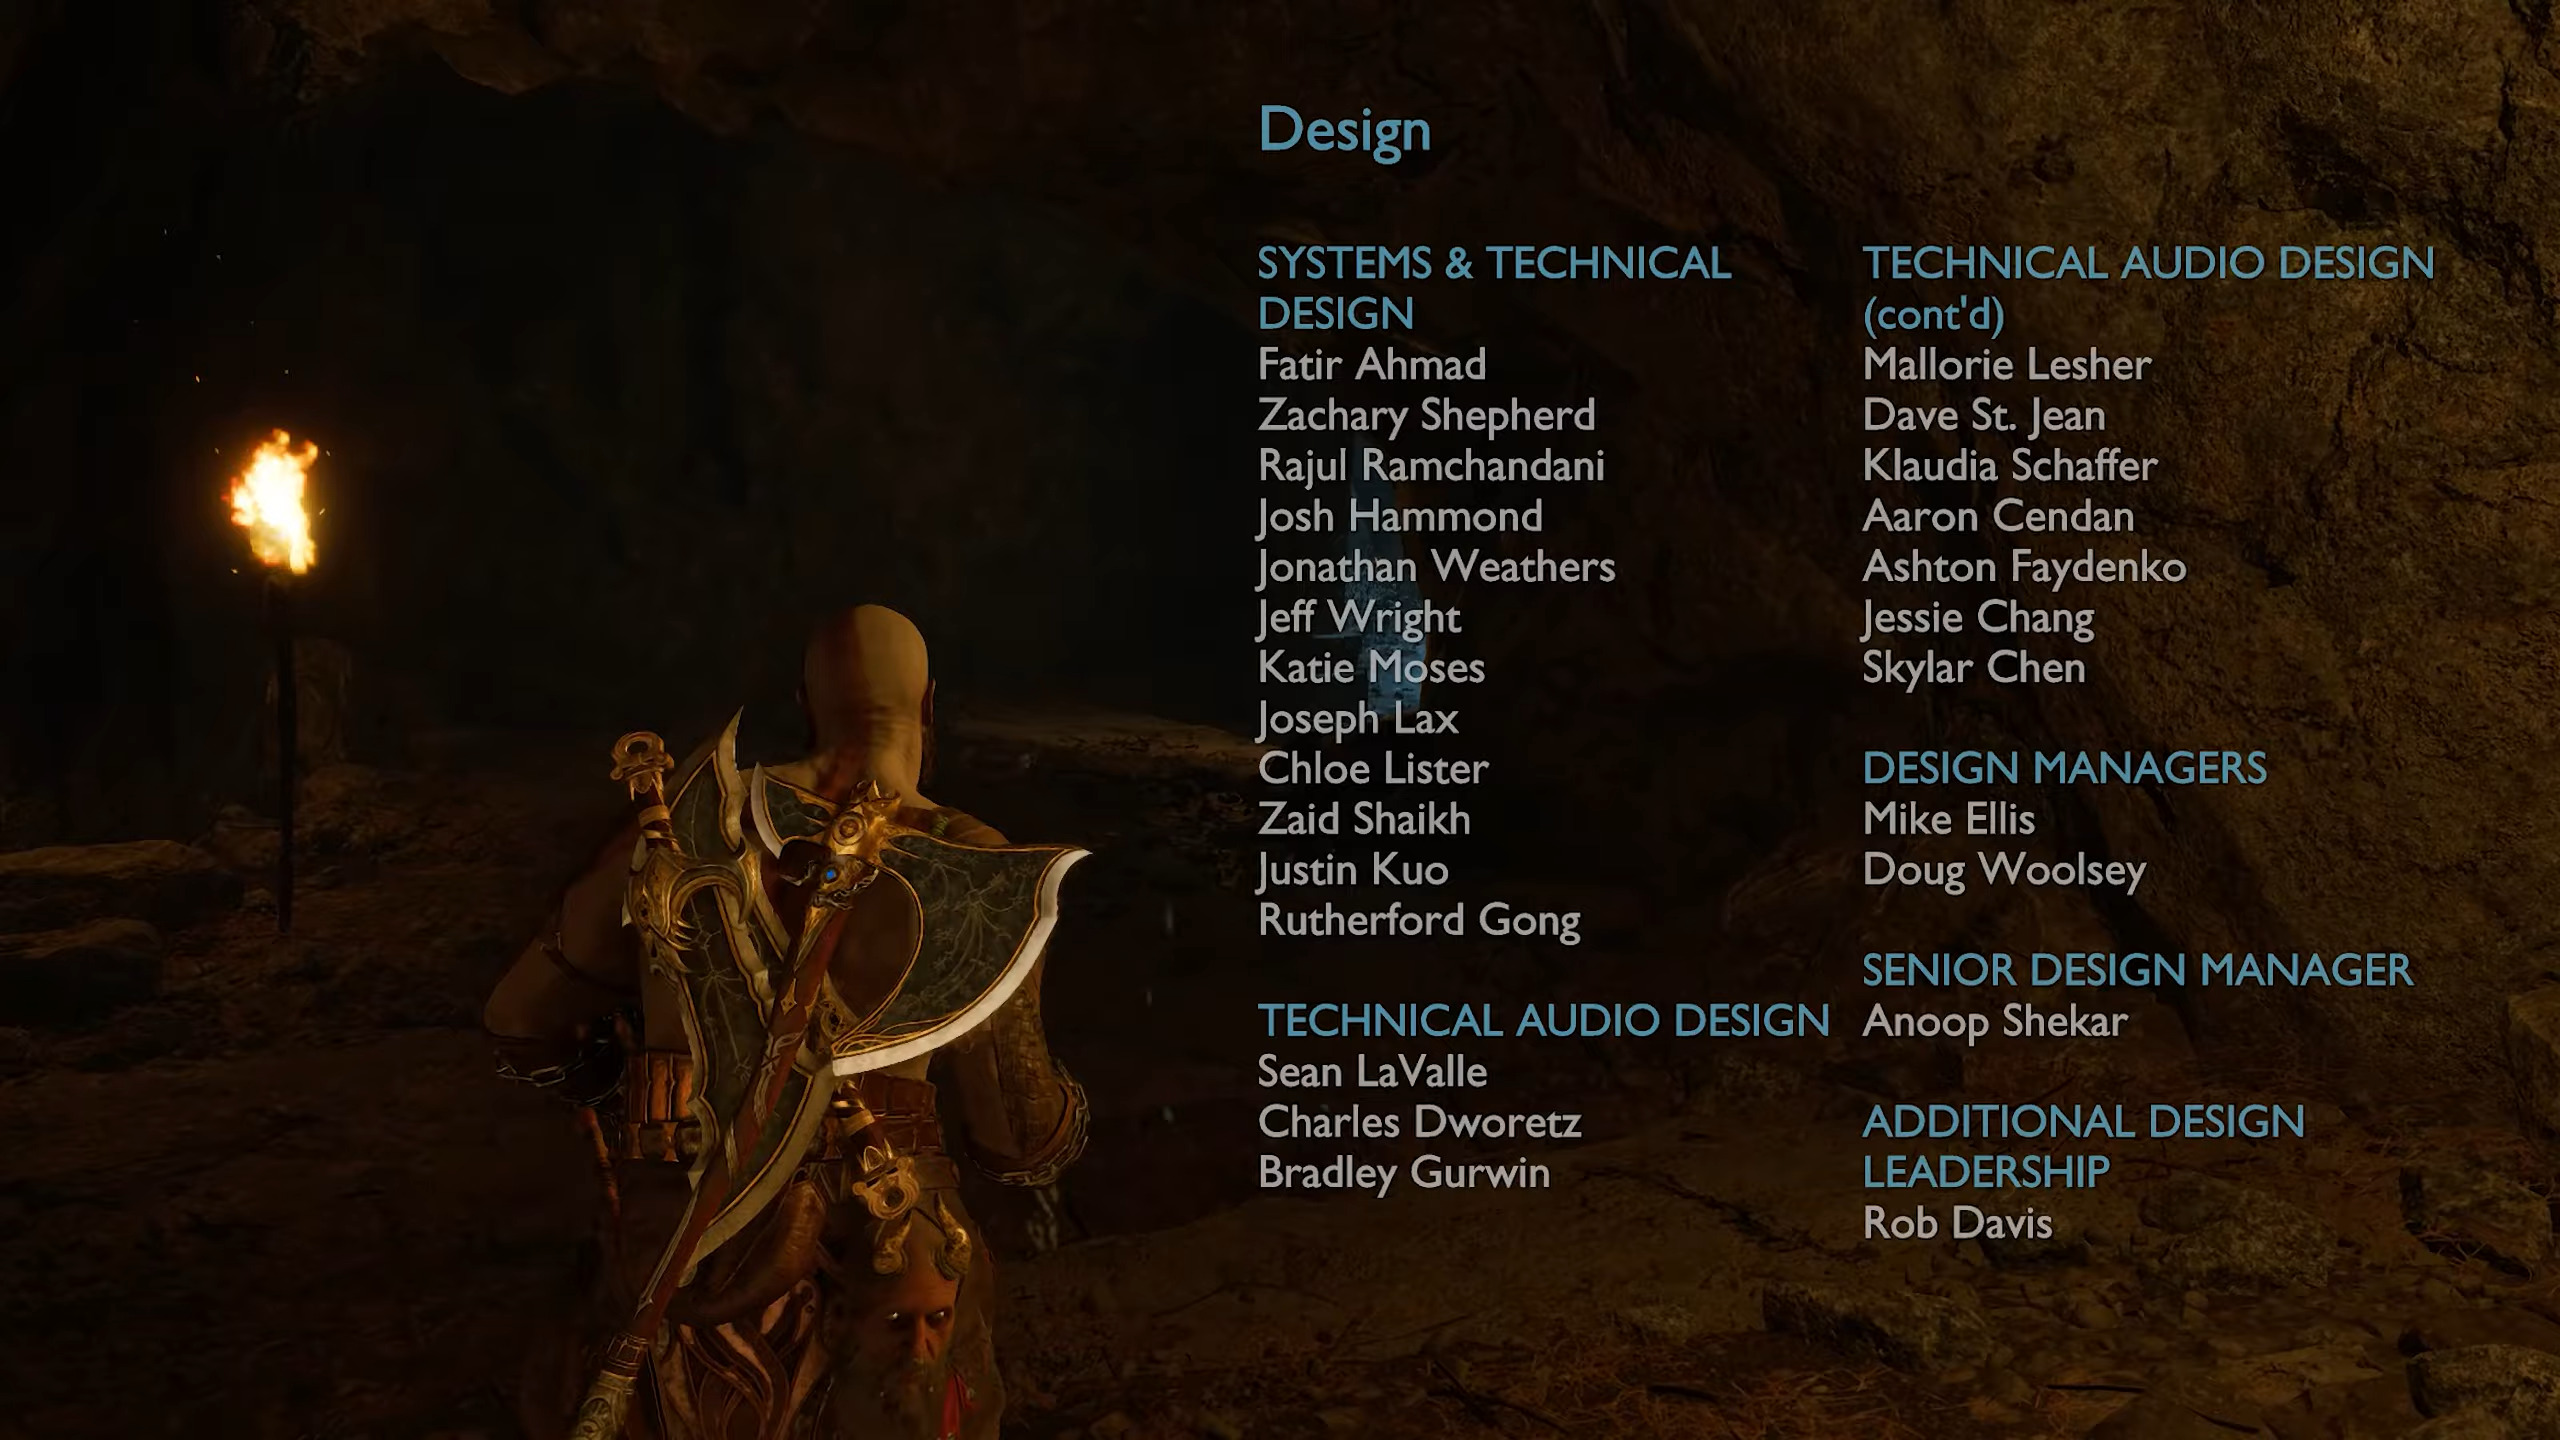 Design
SYSTEMS & TECHNICAL
DESIGN
Fatir Ahmad
Zachary Shepherd
Rajul Ramchandani
Josh Hammond
Jonathan Weathers
Jeff Wright
Katie Moses
Joseph Lax
Chloe Lister
Zaid Shaikh
Justin Kuo
Rutherford Gong
TECHNICAL AUDIO DESIGN
Sean LaValle
Charles Dworetz
Bradley Gurwin
TECHNICAL AUDIO DESIGN
(cont'd)
Mallorie Lesher
Dave St. Jean
Klaudia Schaffer
Aaron Cendan
Ashton Faydenko
Jessie Chang
Skylar Chen
DESIGN MANAGERS
Mike Ellis
Doug Woolsey
SENIOR DESIGN MANAGER
Anoop Shekar
ADDITIONAL DESIGN
LEADERSHIP
Rob Davis